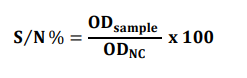 S/N % = OD_sample / OD_NC x 100